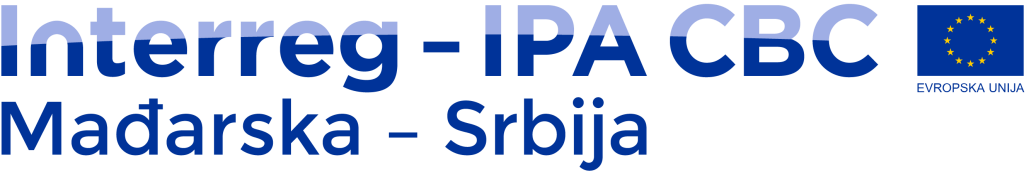 Interreg – IPA CBC
EVROPSKA UNIJA
Mađarska – Srbija